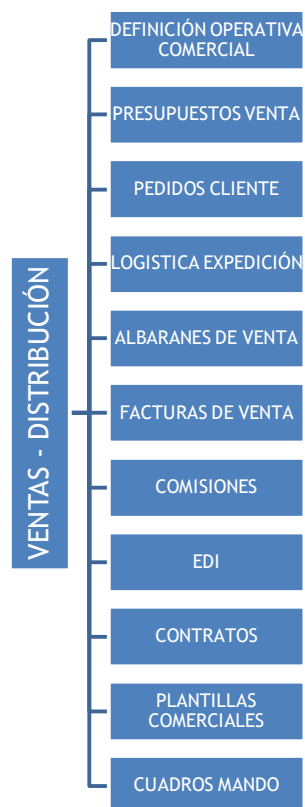 VENTAS - DISTRIBUCIÓN
DEFINICIÓN OPERATIVA
COMERCIAL
PRESUPUESTOS VENTA
PEDIDOS CLIENTE
LOGISTICA EXPEDICIÓN
ALBARANES DE VENTA
FACTURAS DE VENTA
COMISIONES
EDI
CONTRATOS
PLANTILLAS
COMERCIALES
CUADROS MANDO